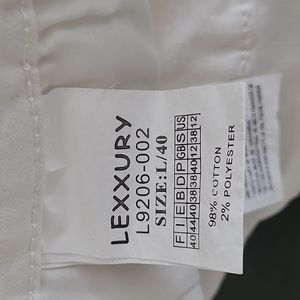 LEXXURY
L9206-002
SIZE:L/40
F I E B D P GB S US
40 44 40 38 38 40 12 38 12
98% COTTON
2% POLYESTER